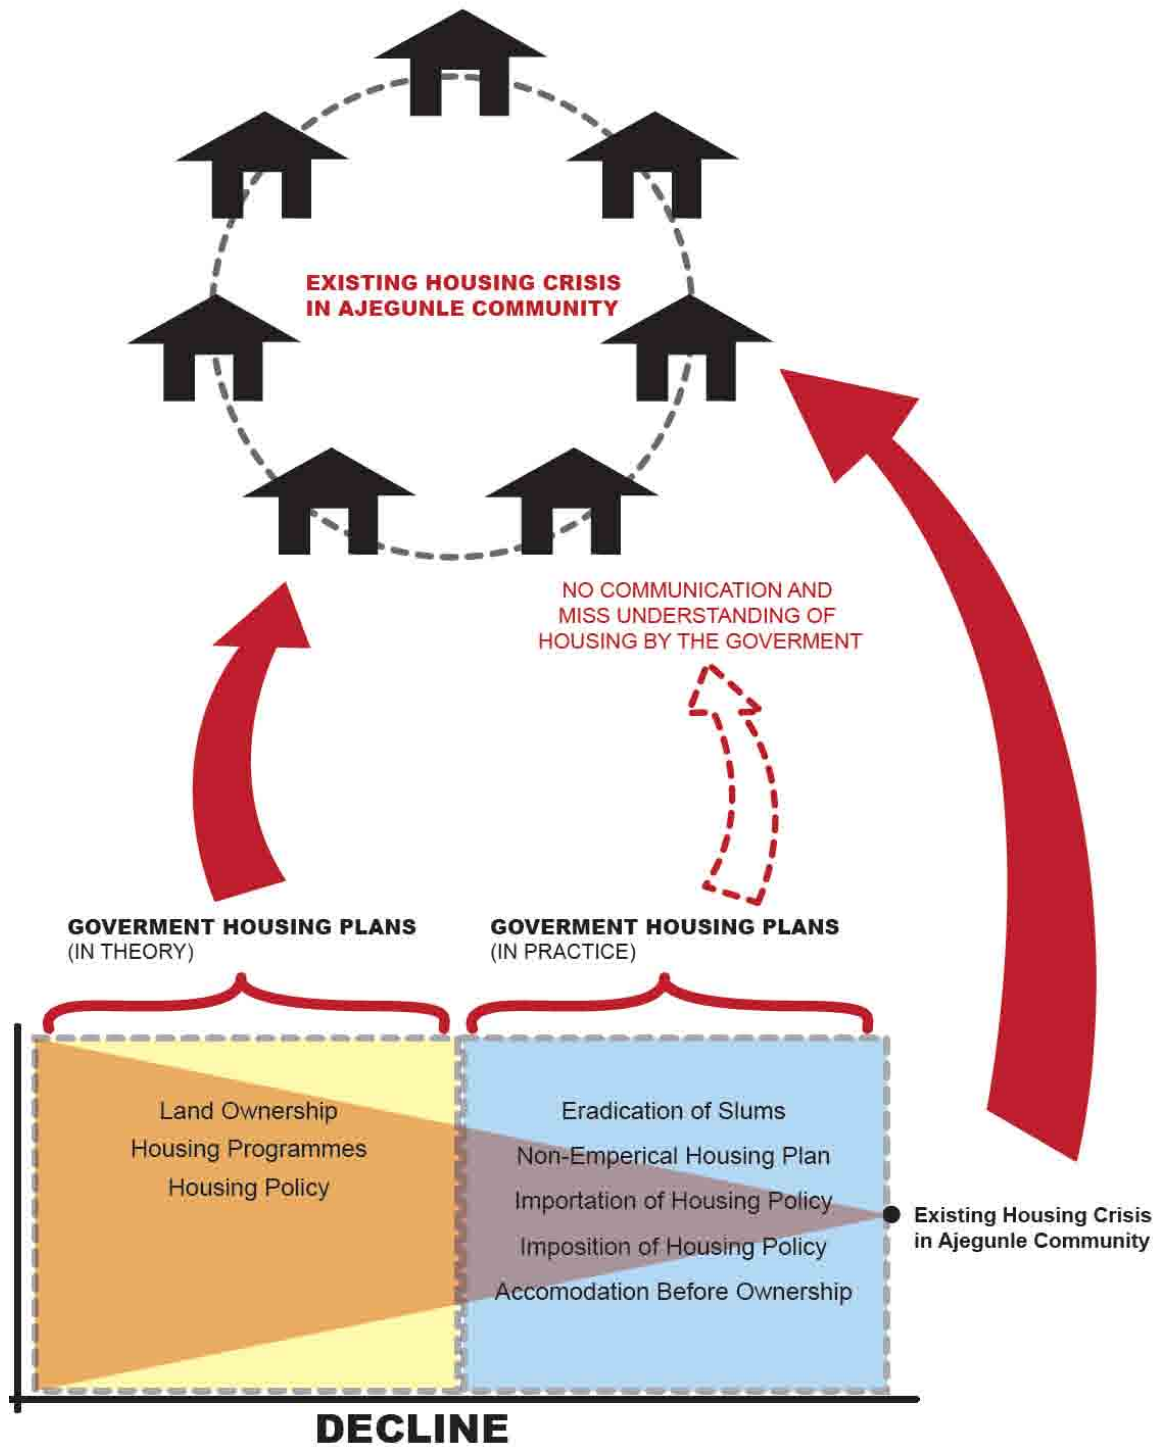 EXISTING HOUSING CRISIS
IN AJEGUNLE COMMUNITY
NO COMMUNICATION AND
MISS UNDERSTANDING OF
HOUSING BY THE GOVERMENT
GOVERMENT HOUSING PLANS
(IN THEORY)
GOVERMENT HOUSING PLANS
(IN PRACTICE)
Land Ownership
Housing Programmes
Housing Policy
Eradication of Slums
Non-Emperical Housing Plan
Importation of Housing Policy
Imposition of Housing Policy
Accomodation Before Ownership
Existing Housing Crisis
in Ajegunle Community
DECLINE